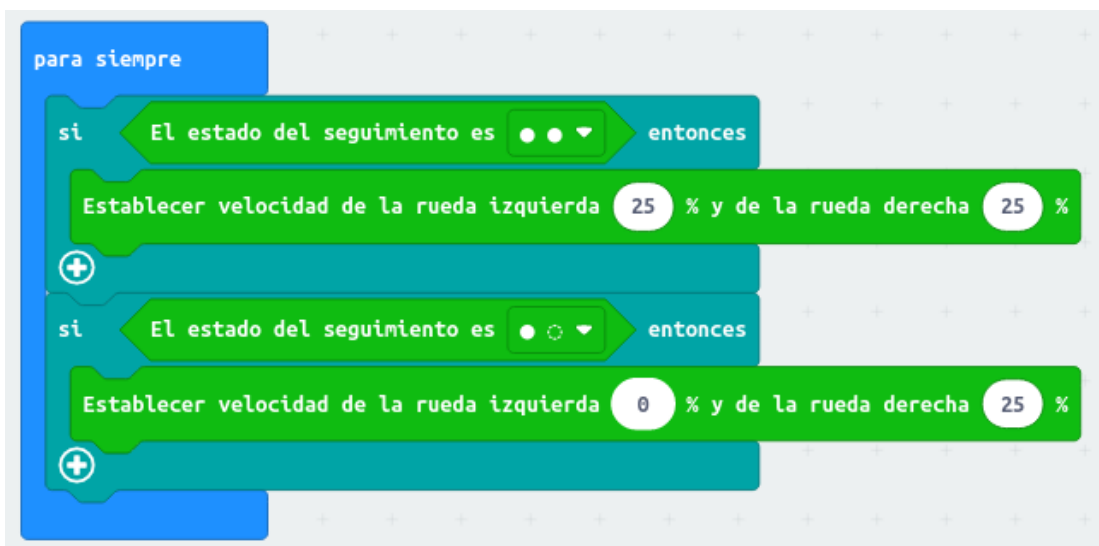 para siempre
si El estado del seguimiento es ● ● entonces
Establecer velocidad de la rueda izquierda 25 % y de la rueda derecha 25 %
si El estado del seguimiento es ● ◌ entonces
Establecer velocidad de la rueda izquierda 0 % y de la rueda derecha 25 %